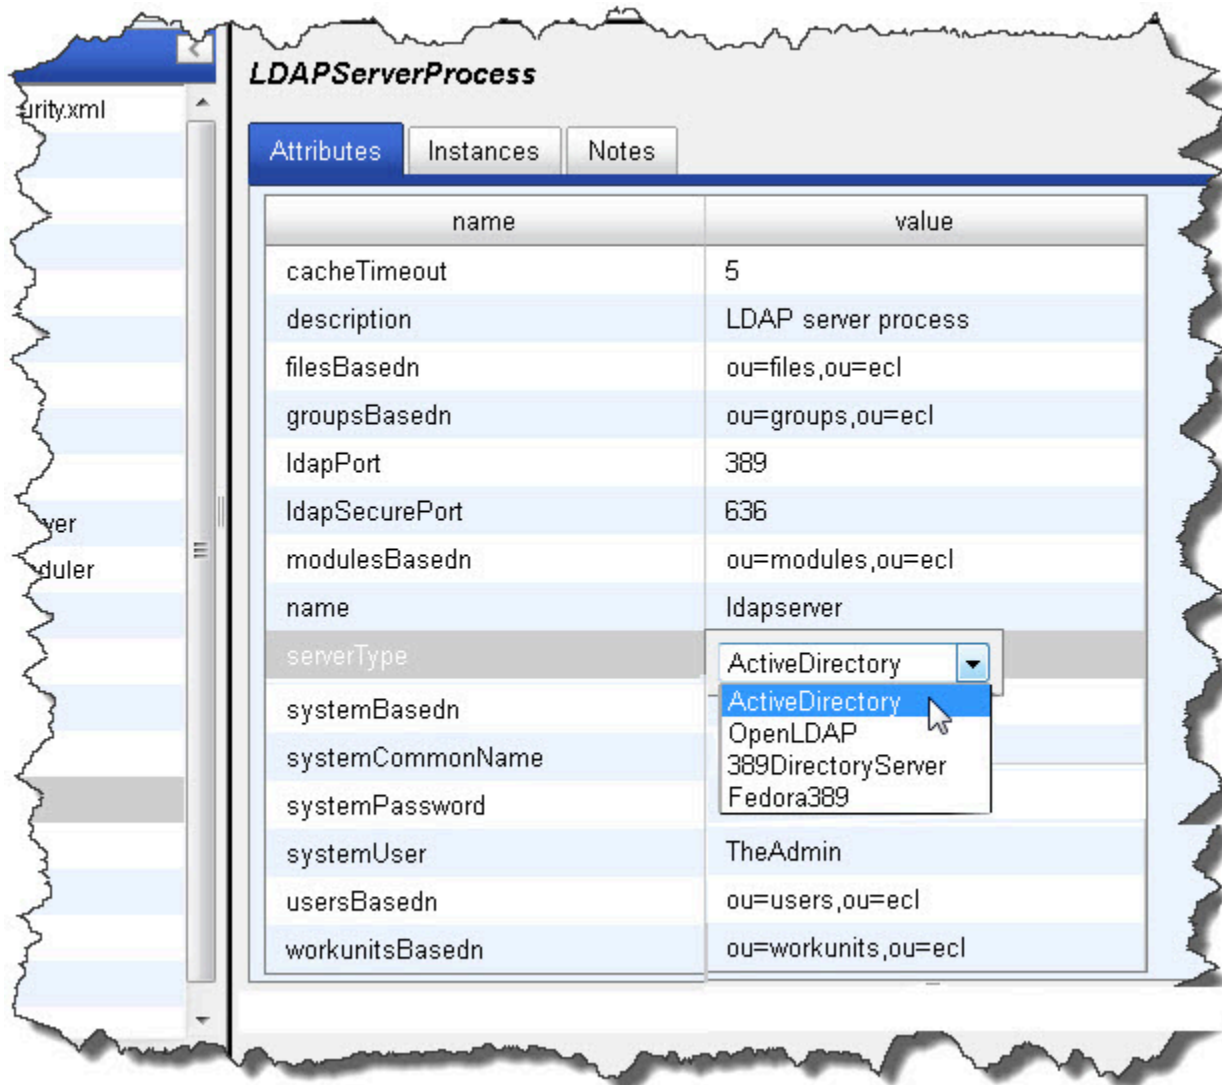 LDAPServerProcess
urity.xml
Attributes Instances Notes
name value
cacheTimeout 5
description LDAP server process
filesBasedn ou=files,ou=ecl
groupsBasedn ou=groups,ou=ecl
ldapPort 389
ldapSecurePort 636
ver
modulesBasedn ou=modules,ou=ecl
duler
name ldapserver
serverType ActiveDirectory
ActiveDirectory
systemBasedn
OpenLDAP
systemCommonName
389DirectoryServer
Fedora389
systemPassword
systemUser TheAdmin
usersBasedn ou=users,ou=ecl
workunitsBasedn ou=workunits,ou=ecl